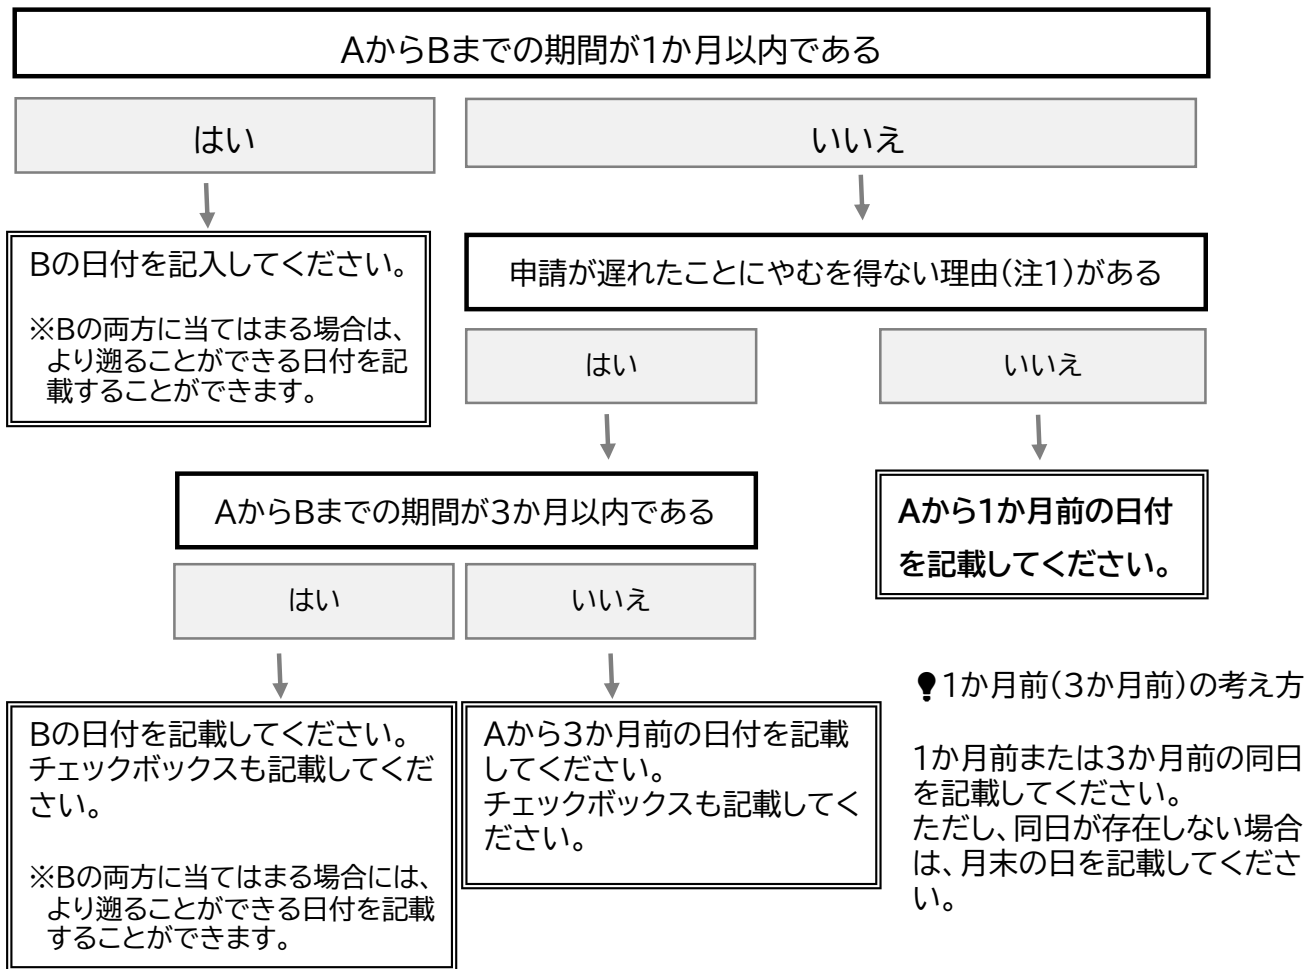 AからBまでの期間が1か月以内である
はい
いいえ
Bの日付を記入してください。
※Bの両方に当てはまる場合は、
より遡ることができる日付を記
載することができます。
申請が遅れたことにやむを得ない理由(注1)がある
はい
いいえ
AからBまでの期間が3か月以内である
Aから1か月前の日付
を記載してください。
はい
いいえ
Bの日付を記載してください。
チェックボックスも記載してくだ
さい。
※Bの両方に当てはまる場合には、
より遡ることができる日付を記載
することができます。
Aから3か月前の日付を記載
してください。
チェックボックスも記載してく
ださい。
1か月前(3か月前)の考え方
1か月前または3か月前の同日
を記載してください。
ただし、同日が存在しない場合
は、月末の日を記載してくださ
い。